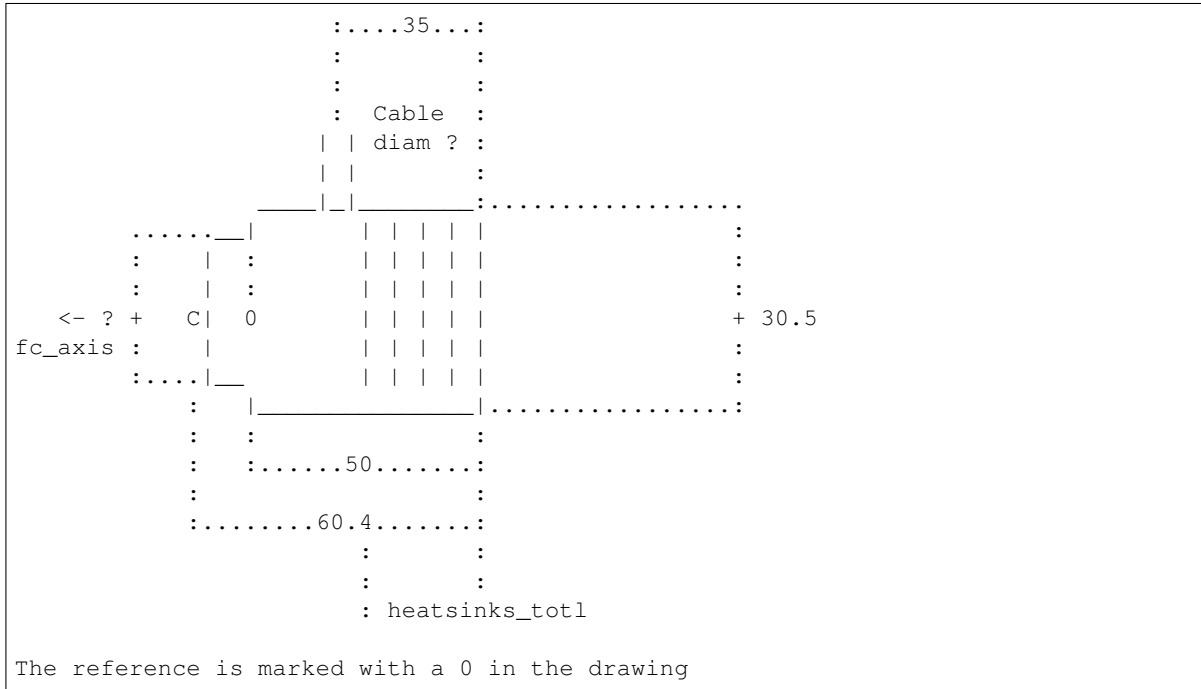 :....35...:
: Cable :
| | diam ? :
<- ? + C| 0 | | | | | + 30.5
fc_axis :
:......50.......:
:........60.4.......:
: heatsinks_totl
The reference is marked with a 0 in the drawing